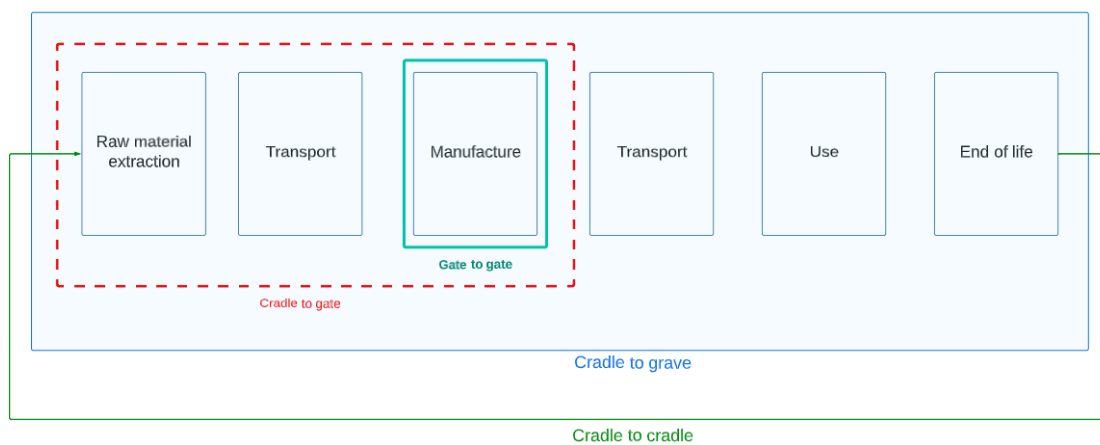 Raw material
extraction
Transport
Manufacture
Transport
Use
End of life
Gate to gate
Cradle to gate
Cradle to grave
Cradle to cradle